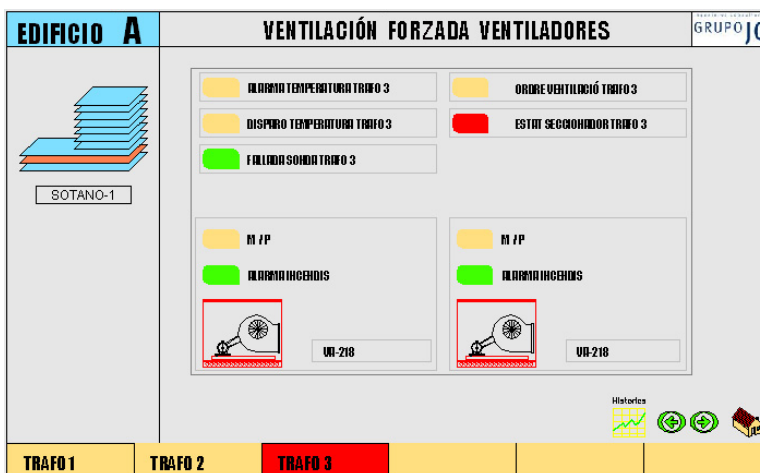 EDIFICIO A
VENTILACIÓN FORZADA VENTILADORES
GRUPO JG
ALARMA TEMPERATURA TRAFO 3
ORDRE VENTILACIÓ TRAFO 3
DISPARO TEMPERATURA TRAFO 3
ESTAT SECCIONADOR TRAFO 3
FALLADA SONDA TRAFO 3
SOTANO-1
M / P
M / P
ALARMA INCENDIS
ALARMA INCENDIS
VA-218
VA-218
Historics
TRAFO 1
TRAFO 2
TRAFO 3